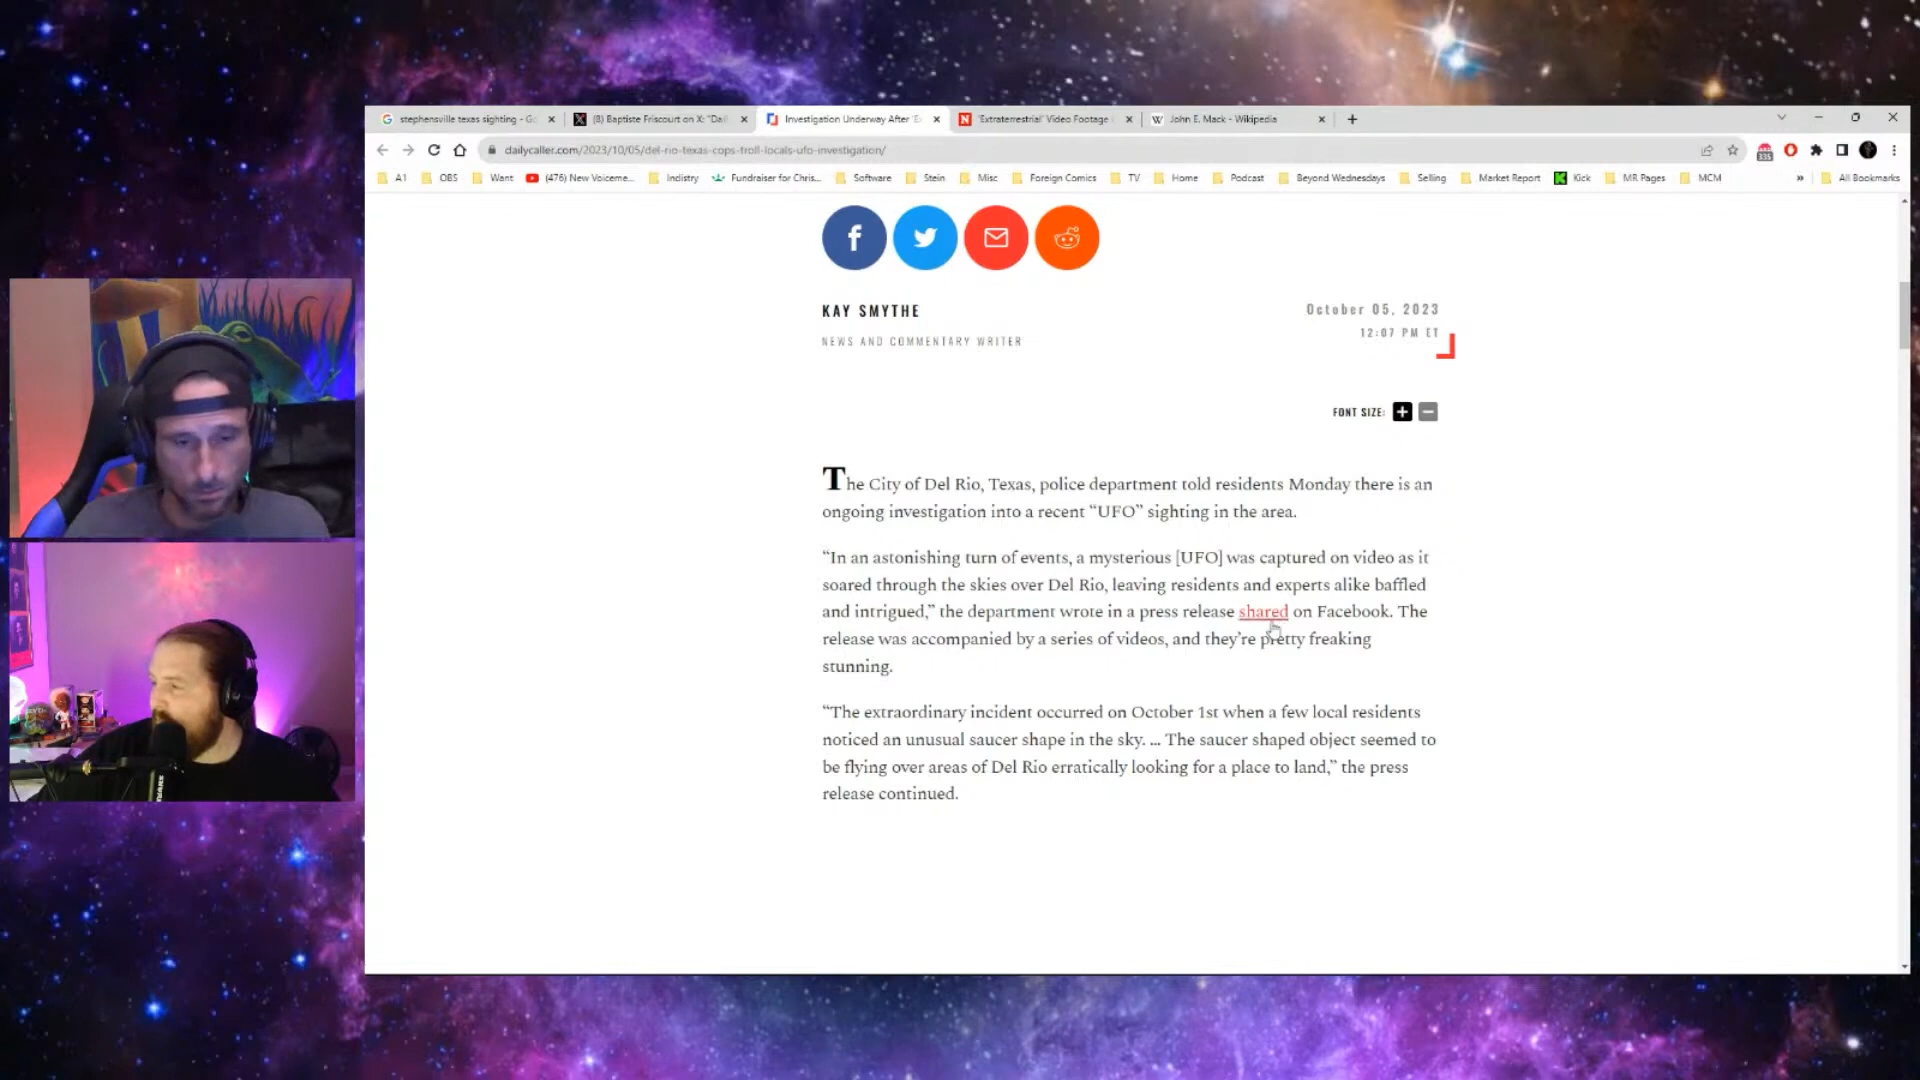 stephensville texas sighting - Go
(8) Baptiste Friscourt on X: "Dail
Investigation Underway After 'E
'Extraterrestrial' Video Footage
John E. Mack - Wikipedia
dailycaller.com/2023/10/05/del-rio-texas-cops-troll-locals-ufo-investigation/
335
A1
OBS
Want
(476) New Voiceme...
Indistry
Fundraiser for Chris...
Software
Stein
Misc
Foreign Comics
TV
Home
Podcast
Beyond Wednesdays
Selling
Market Report
Kick
MR Pages
MCM
»
All Bookmarks
KAY SMYTHE
NEWS AND COMMENTARY WRITER
October 05, 2023
12:07 PM ET
FONT SIZE:
The City of Del Rio, Texas, police department told residents Monday there is an
ongoing investigation into a recent “UFO” sighting in the area.
“In an astonishing turn of events, a mysterious [UFO] was captured on video as it
soared through the skies over Del Rio, leaving residents and experts alike baffled
and intrigued,” the department wrote in a press release shared on Facebook. The
release was accompanied by a series of videos, and they’re pretty freaking
stunning.
“The extraordinary incident occurred on October 1st when a few local residents
noticed an unusual saucer shape in the sky. ... The saucer shaped object seemed to
be flying over areas of Del Rio erratically looking for a place to land,” the press
release continued.